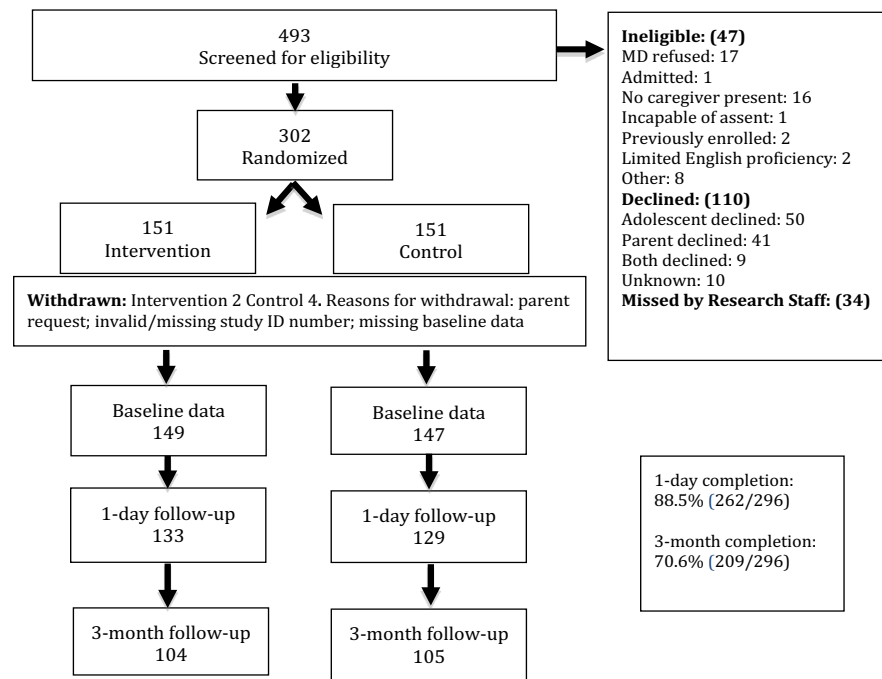 493
Screened for eligibility
Ineligible: (47)
MD refused: 17
Admitted: 1
No caregiver present: 16
Incapable of assent: 1
Previously enrolled: 2
Limited English proficiency: 2
Other: 8
Declined: (110)
Adolescent declined: 50
Parent declined: 41
Both declined: 9
Unknown: 10
Missed by Research Staff: (34)
302
Randomized
151
Intervention
151
Control
Withdrawn: Intervention 2 Control 4. Reasons for withdrawal: parent
request; invalid/missing study ID number; missing baseline data
Baseline data
149
Baseline data
147
1-day follow-up
133
1-day follow-up
129
3-month follow-up
104
3-month follow-up
105
1-day completion:
88.5% (262/296)
3-month completion:
70.6% (209/296)